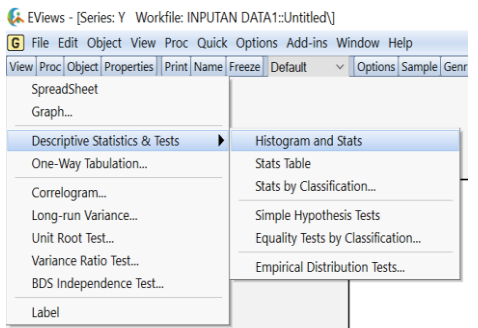 EViews - [Series: Y Workfile: INPUTAN DATA1::Untitled\]
G File Edit Object View Proc Quick Options Add-ins Window Help
View Proc Object Properties Print Name Freeze Default Options Sample Genr
SpreadSheet
Graph...
Descriptive Statistics & Tests
One-Way Tabulation...
Correlogram...
Long-run Variance...
Unit Root Test...
Variance Ratio Test...
BDS Independence Test...
Label
Histogram and Stats
Stats Table
Stats by Classification...
Simple Hypothesis Tests
Equality Tests by Classification...
Empirical Distribution Tests...